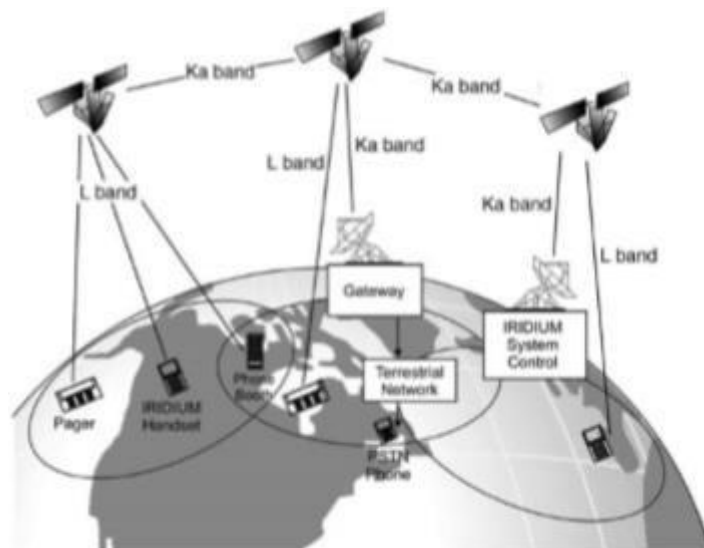 Ka band
Ka band
L band
Ka band
L band
Ka band
L band
Gateway
IRIDIUM
System
Control
Terrestrial
Network
Phone
Booth
Pager
IRIDIUM
Handset
PSTN
Phone